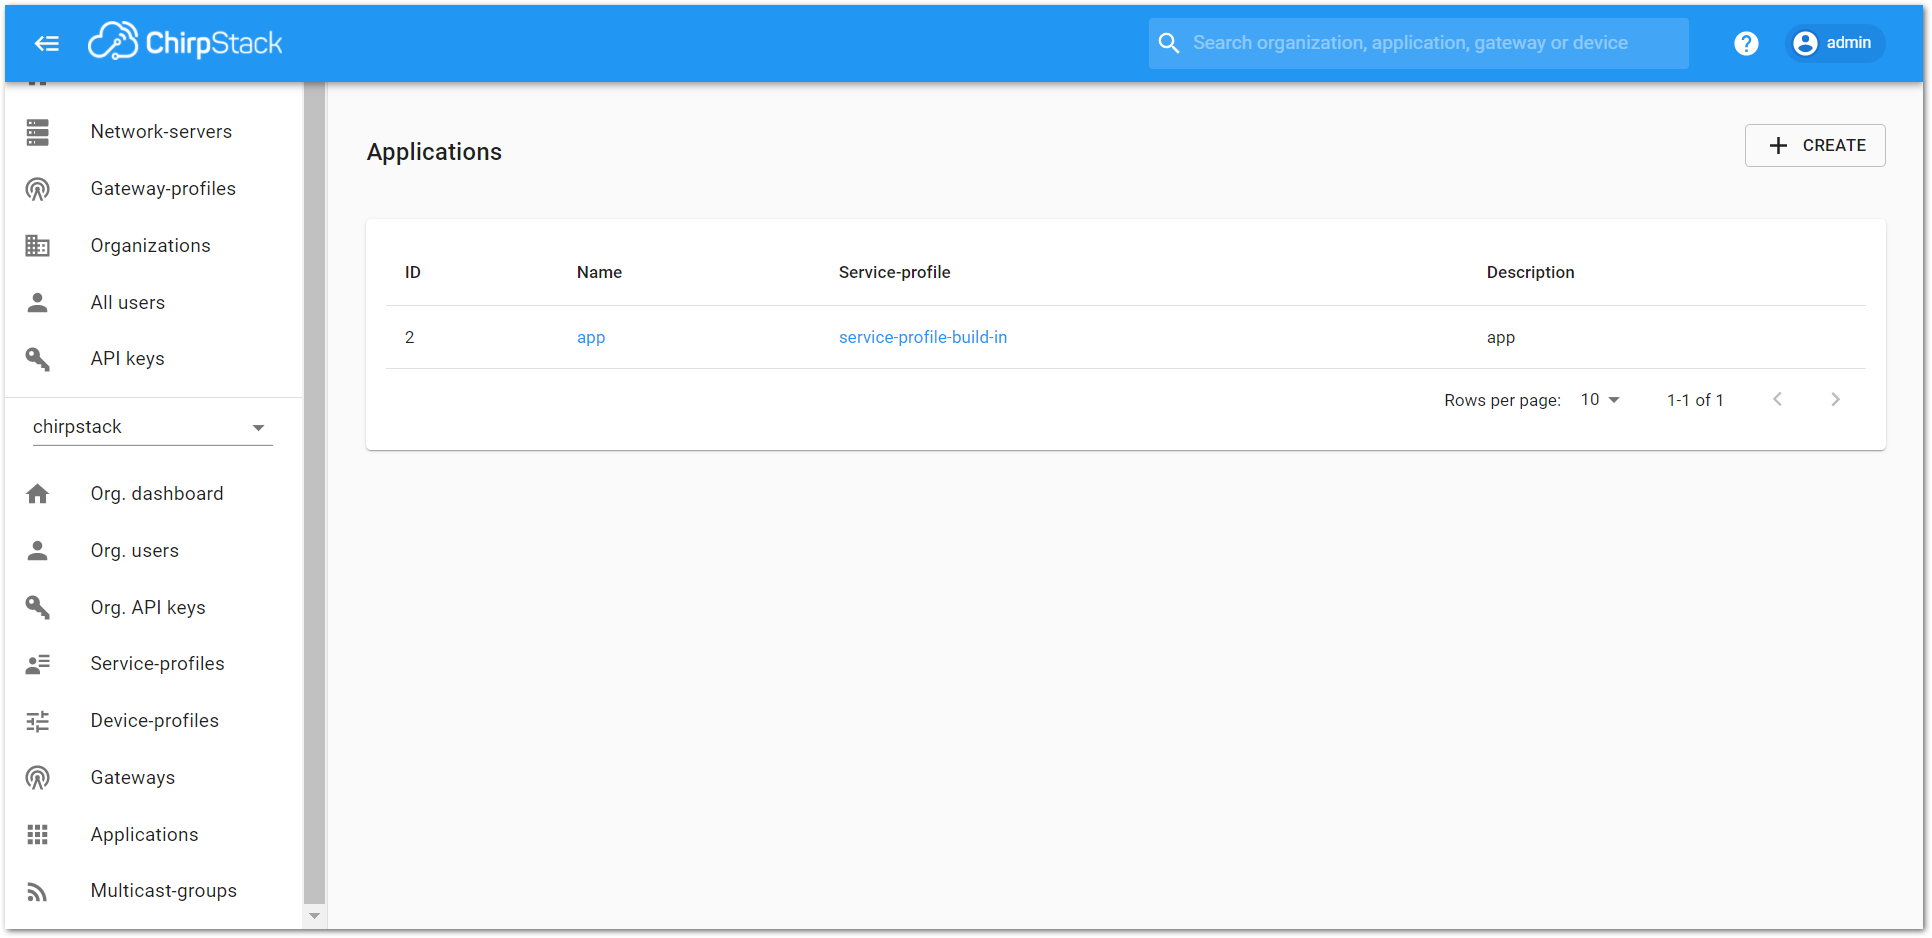 ChirpStack
Search organization, application, gateway or device
?
admin
Network-servers
Gateway-profiles
Organizations
All users
API keys
chirpstack
Org. dashboard
Org. users
Org. API keys
Service-profiles
Device-profiles
Gateways
Applications
Multicast-groups
Applications
+ CREATE
ID Name Service-profile Description
2 app service-profile-build-in app
Rows per page: 10 1-1 of 1